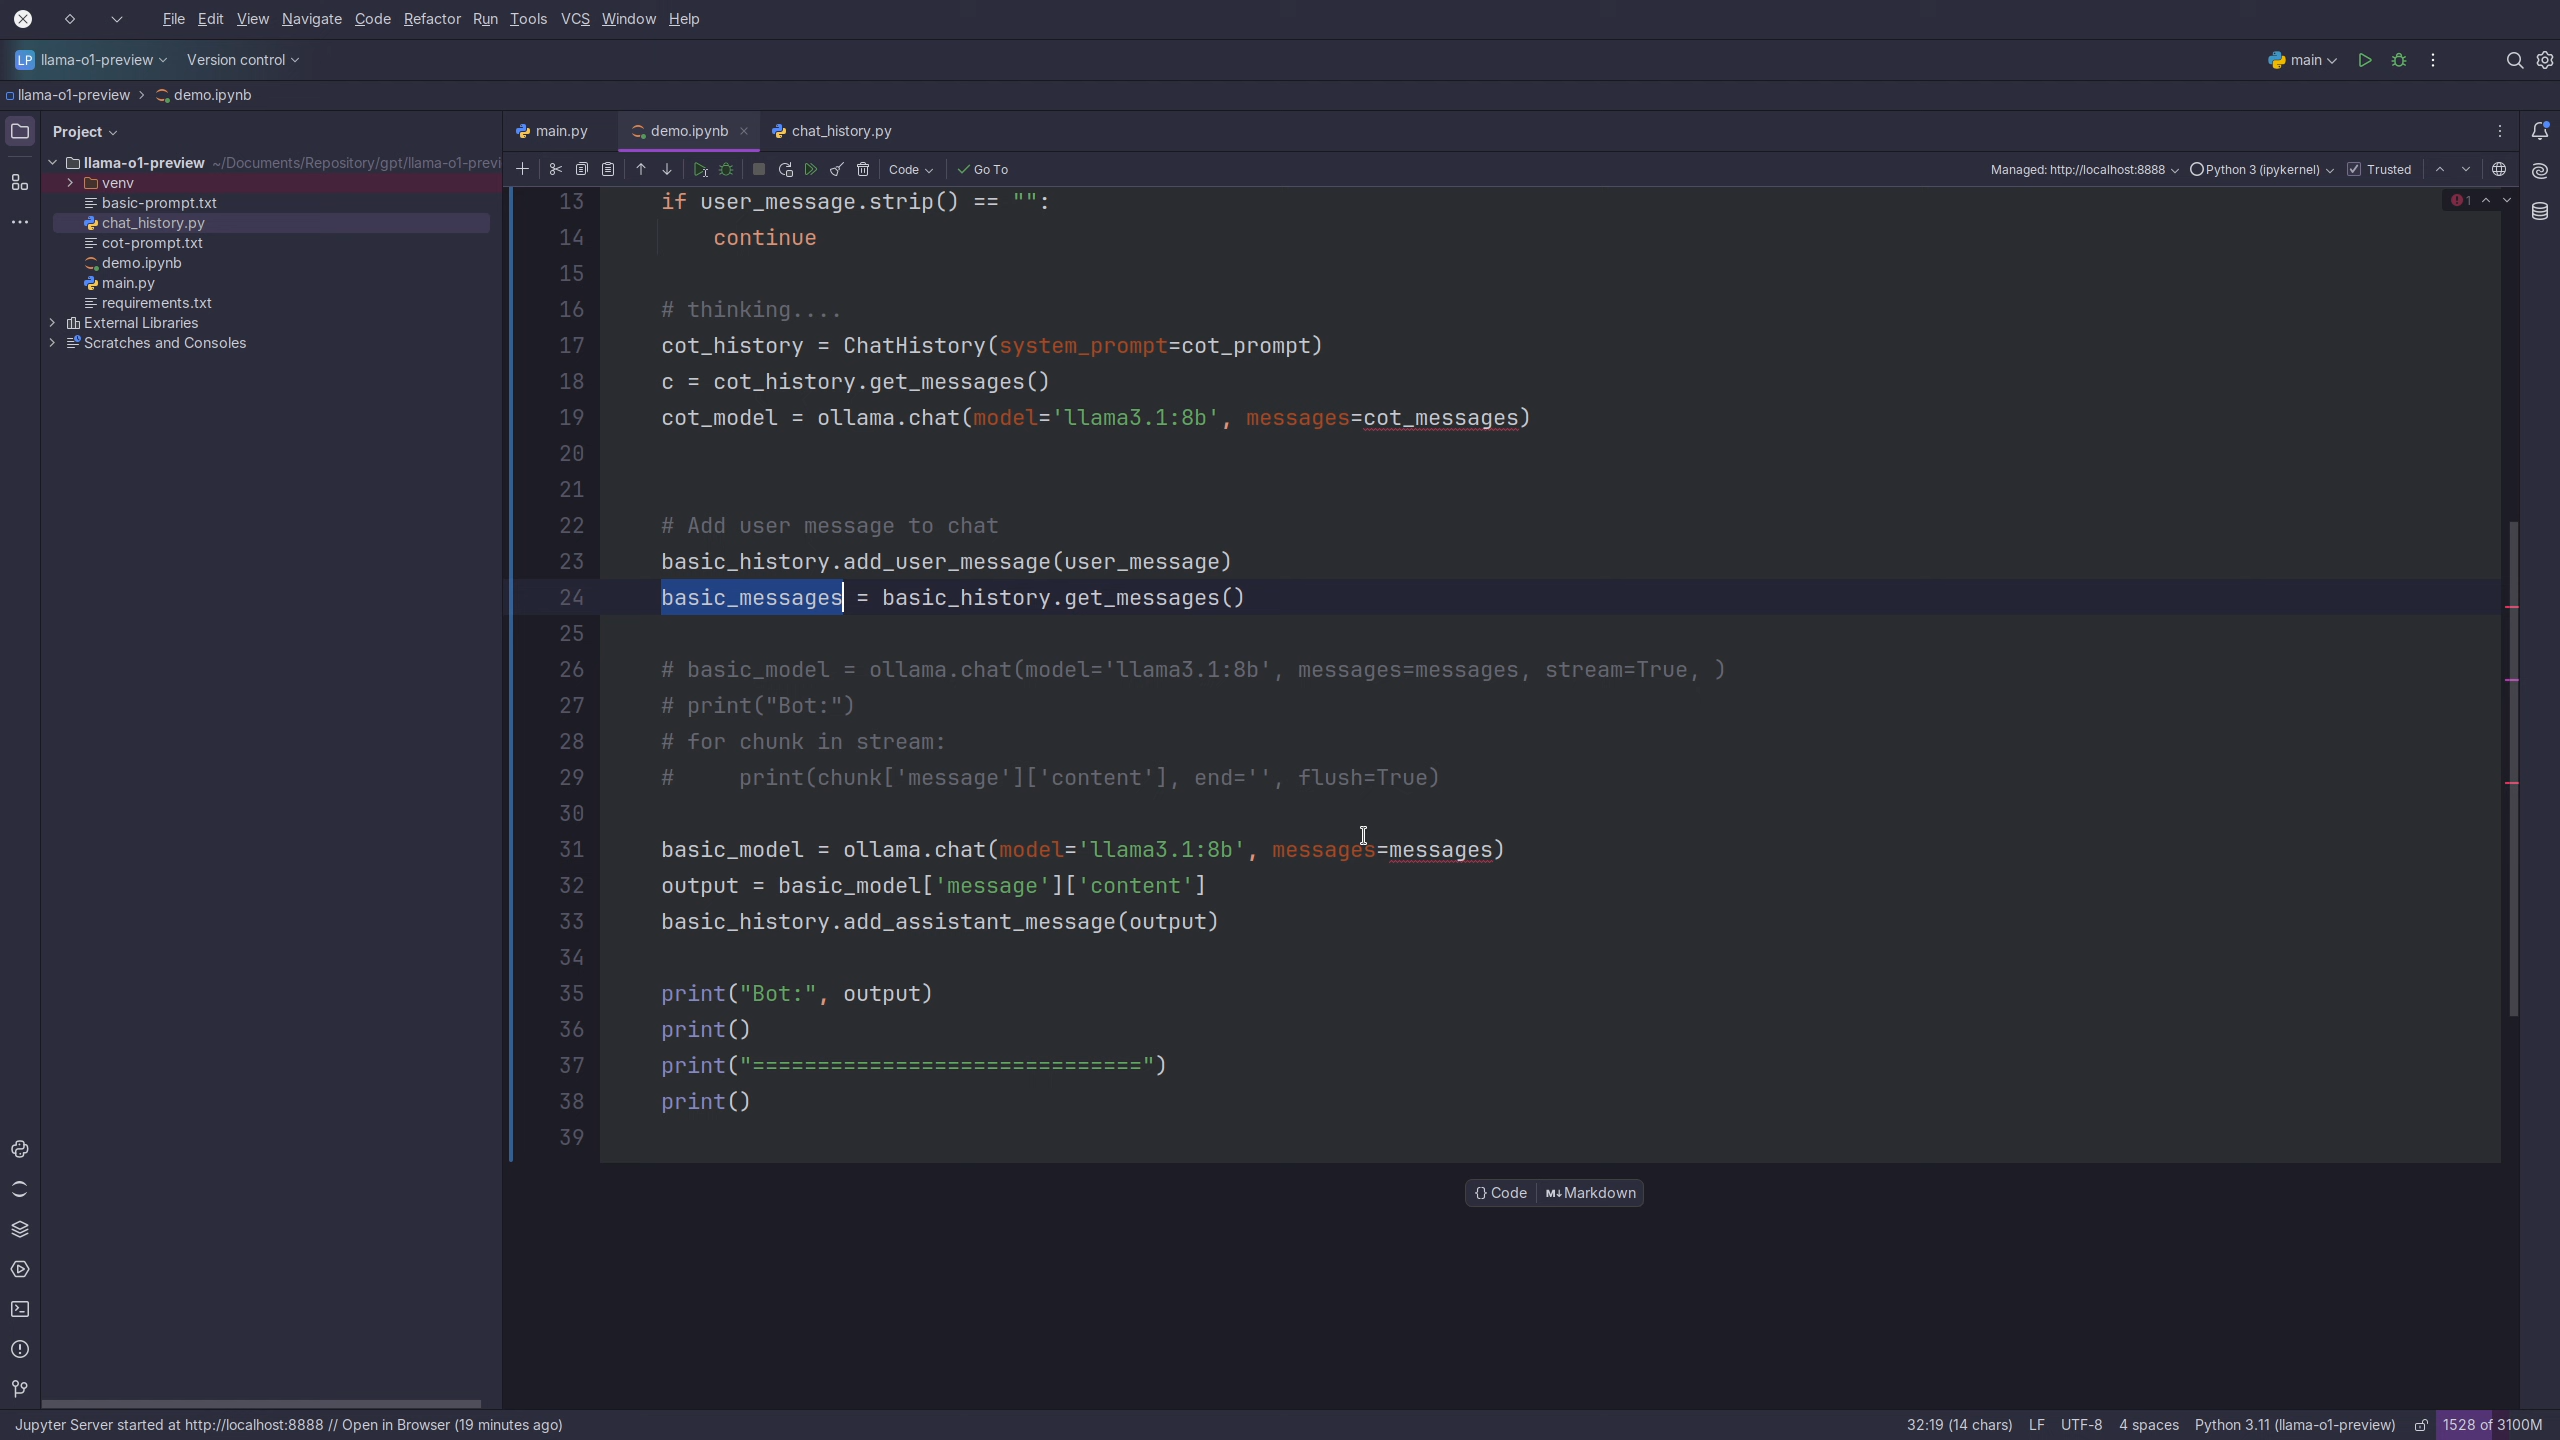 File Edit View Navigate Code Refactor Run Tools VCS Window Help
LP llama-o1-preview Version control main
llama-o1-preview demo.ipynb
Project main.py demo.ipynb chat_history.py
Code Go To Managed: http://localhost:8888 Python 3 (ipykernel) Trusted
llama-o1-preview ~/Documents/Repository/gpt/llama-o1-previ
venv
basic-prompt.txt
chat_history.py
cot-prompt.txt
demo.ipynb
main.py
requirements.txt
External Libraries
Scratches and Consoles
1
13 if user_message.strip() == "":
14 continue
15
16 # thinking....
17 cot_history = ChatHistory(system_prompt=cot_prompt)
18 c = cot_history.get_messages()
19 cot_model = ollama.chat(model='llama3.1:8b', messages=cot_messages)
20
21
22 # Add user message to chat
23 basic_history.add_user_message(user_message)
24 basic_messages = basic_history.get_messages()
25
26 # basic_model = ollama.chat(model='llama3.1:8b', messages=messages, stream=True, )
27 # print("Bot:")
28 # for chunk in stream:
29 #     print(chunk['message']['content'], end='', flush=True)
30
31 basic_model = ollama.chat(model='llama3.1:8b', messages=messages)
32 output = basic_model['message']['content']
33 basic_history.add_assistant_message(output)
34
35 print("Bot:", output)
36 print()
37 print("==============================")
38 print()
39
{} Code M↓ Markdown
Jupyter Server started at http://localhost:8888 // Open in Browser (19 minutes ago) 32:19 (14 chars) LF UTF-8 4 spaces Python 3.11 (llama-o1-preview) 1528 of 3100M